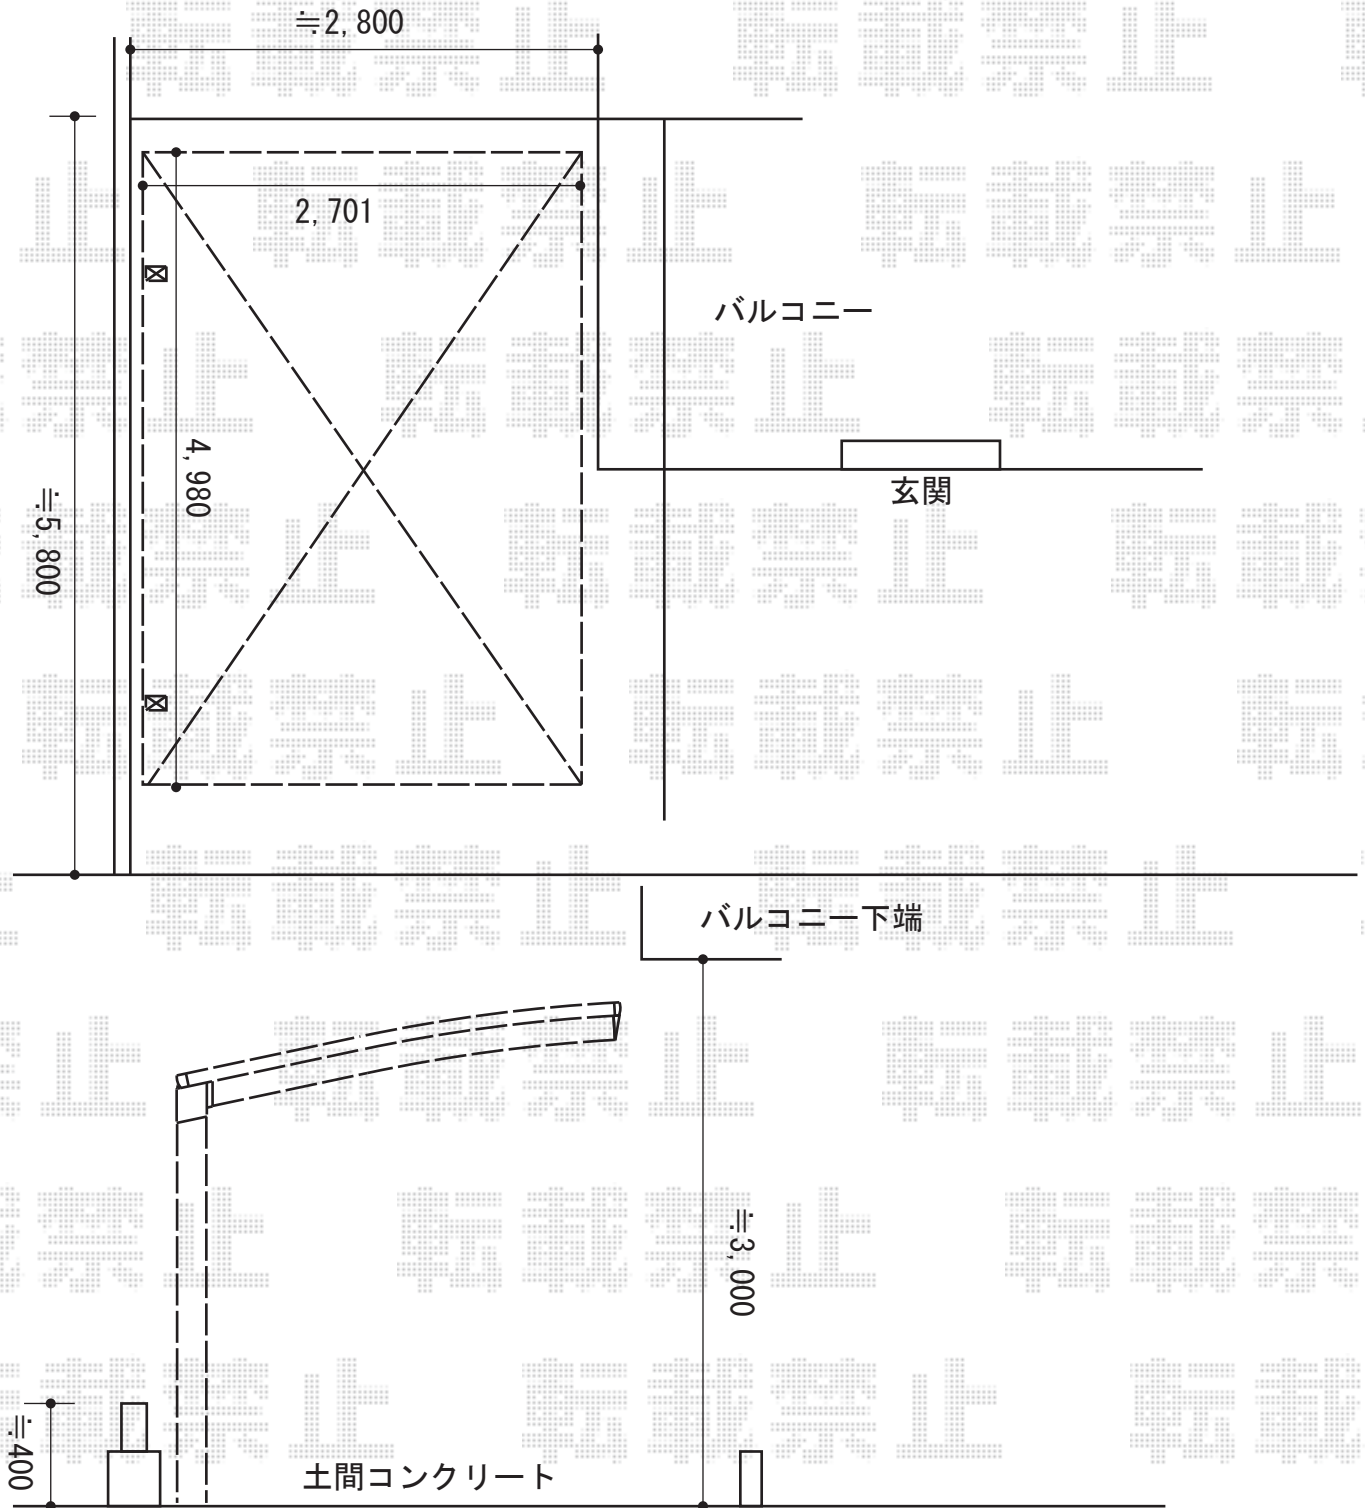 ≒2,800
2,701
バルコニー
4,980
玄関
≒5,800
バルコニー下端
≒3,000
≒400
土間コンクリート
転載禁止